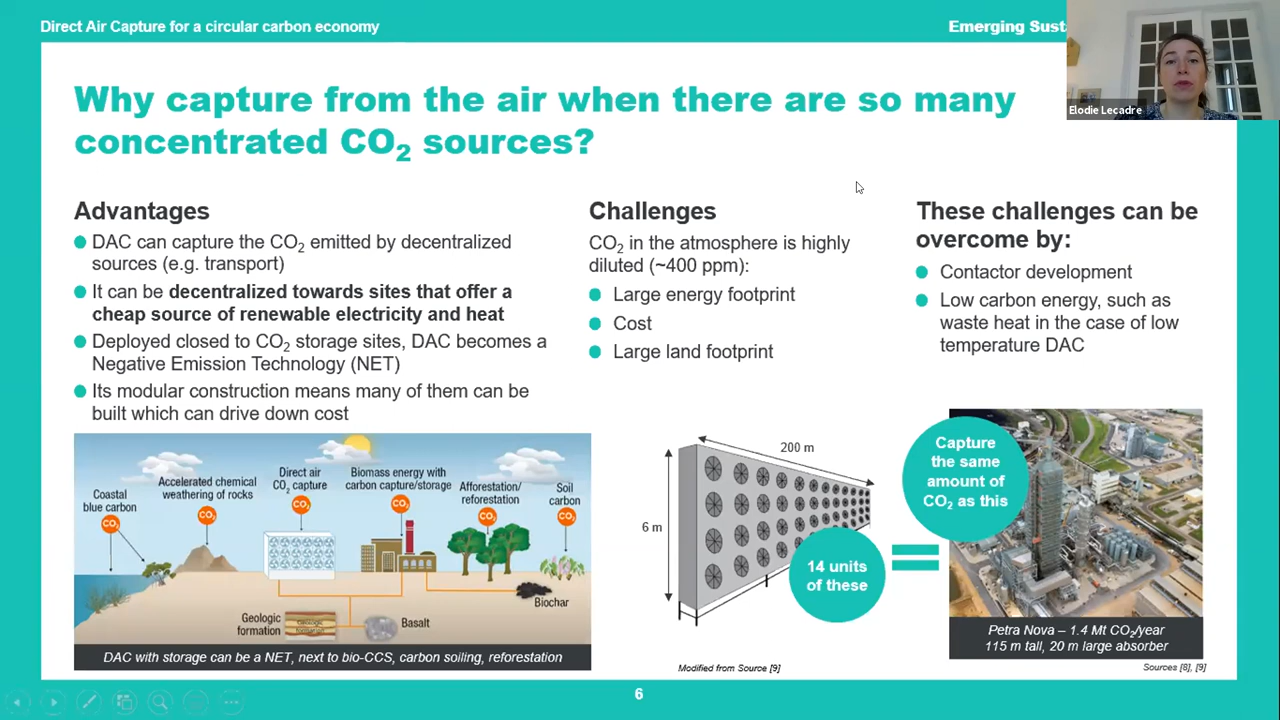 Direct Air Capture for a circular carbon economy
Emerging Sust
Elodie Lecadre
Why capture from the air when there are so many
concentrated CO2 sources?
Advantages
DAC can capture the CO2 emitted by decentralized
sources (e.g. transport)
It can be decentralized towards sites that offer a
cheap source of renewable electricity and heat
Deployed closed to CO2 storage sites, DAC becomes a
Negative Emission Technology (NET)
Its modular construction means many of them can be
built which can drive down cost
Coastal
blue carbon
CO2
Accelerated chemical
weathering of rocks
CO2
Direct air
CO2 capture
CO2
Biomass energy with
carbon capture/storage
CO2
Afforestation/
reforestation
CO2
Soil
carbon
CO2
Biochar
Geologic
formation
Geologic
formation
Basalt
DAC with storage can be a NET, next to bio-CCS, carbon soiling, reforestation
Challenges
CO2 in the atmosphere is highly
diluted (~400 ppm):
Large energy footprint
Cost
Large land footprint
200 m
6 m
14 units
of these
Modified from Source [9]
These challenges can be
overcome by:
Contactor development
Low carbon energy, such as
waste heat in the case of low
temperature DAC
Capture
the same
amount of
CO2 as this
Petra Nova – 1.4 Mt CO2/year
115 m tall, 20 m large absorber
Sources [8], [9]
6